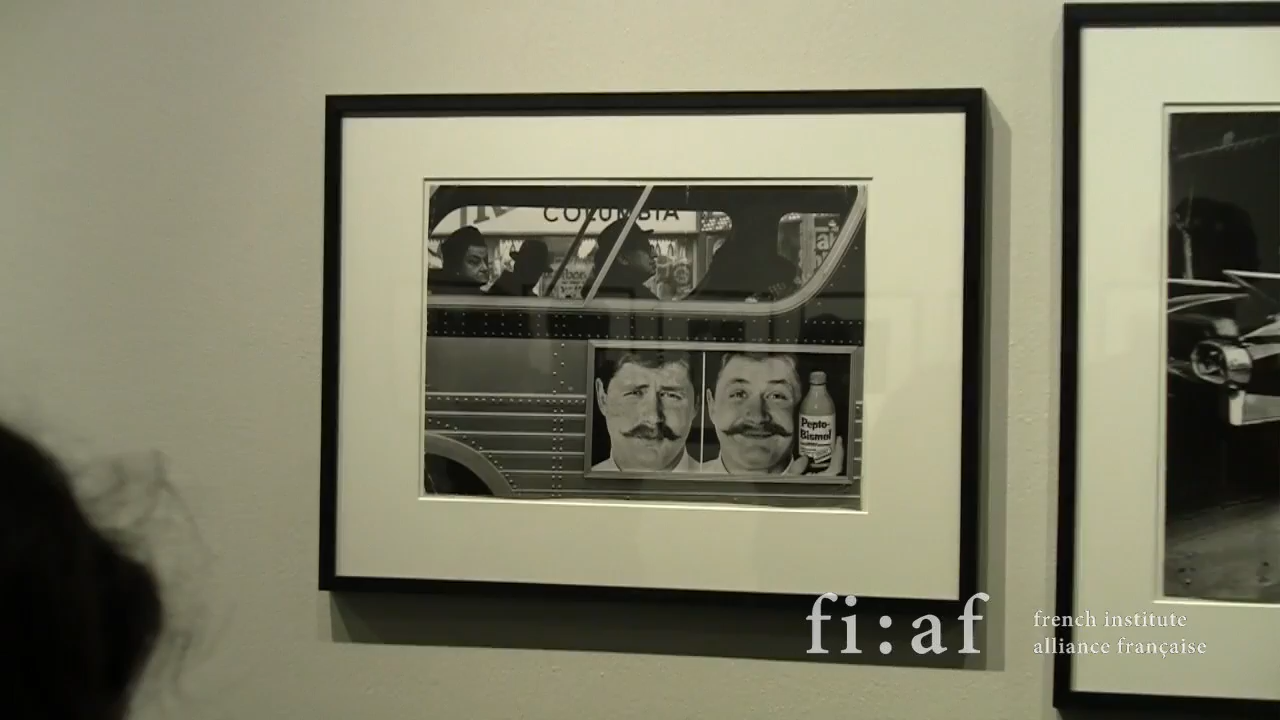 COLUMBIA
Pepto-
Bismol
fi:af
french institute
alliance française